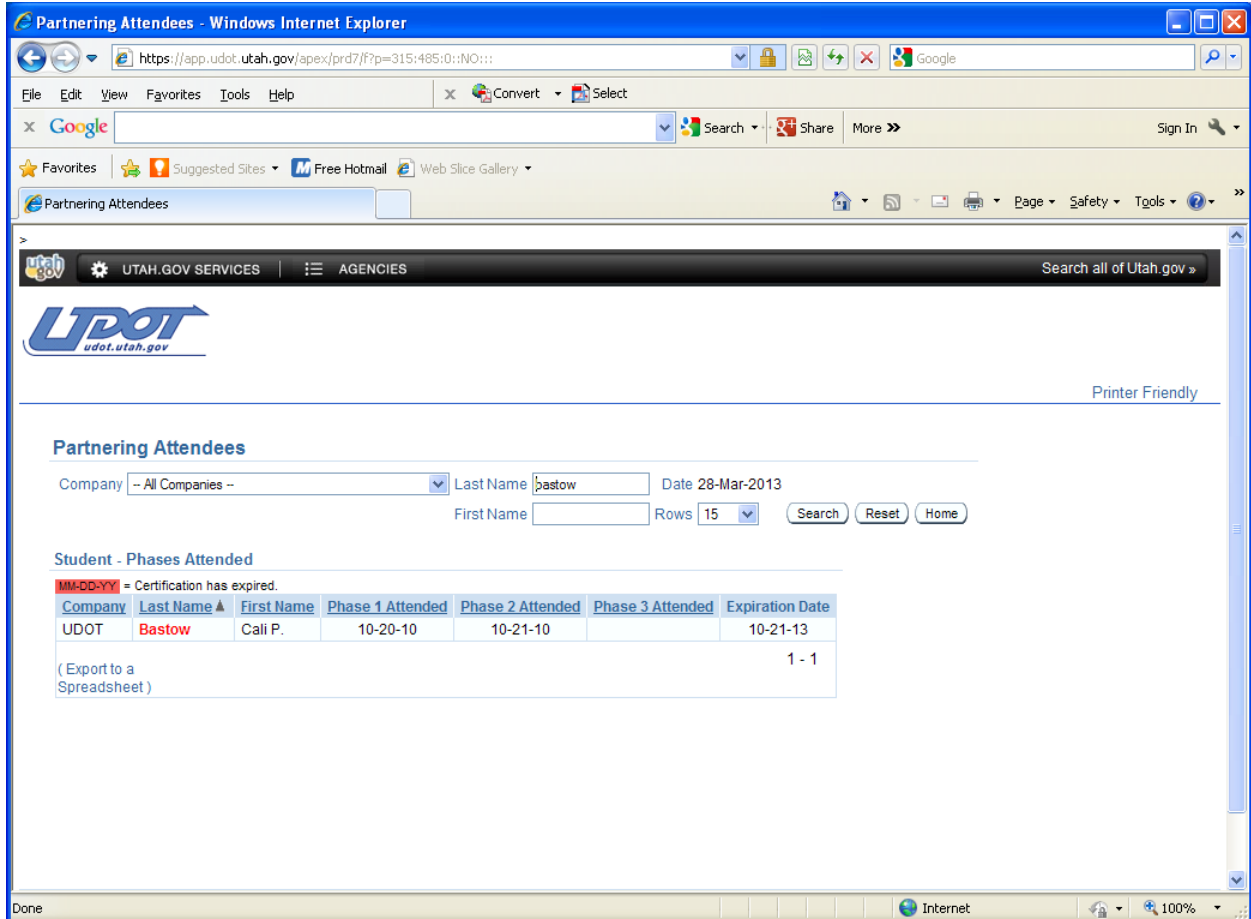 Partnering Attendees - Windows Internet Explorer
https://app.udot.utah.gov/apex/prd7/f?p=315:485:0::NO:::
Google
File Edit View Favorites Tools Help x Convert Select
x Google Search Share More » Sign In
Favorites Suggested Sites Free Hotmail Web Slice Gallery
Partnering Attendees Page Safety Tools »
>
utah gov UTAH.GOV SERVICES | AGENCIES Search all of Utah.gov »
UDOT
udot.utah.gov
Printer Friendly
Partnering Attendees
Company -- All Companies -- Last Name bastow Date 28-Mar-2013
First Name Rows 15 Search Reset Home
Student - Phases Attended
MM-DD-YY = Certification has expired.
Company Last Name First Name Phase 1 Attended Phase 2 Attended Phase 3 Attended Expiration Date
UDOT Bastow Cali P. 10-20-10 10-21-10 10-21-13
1 - 1
( Export to a
Spreadsheet )
Done Internet 100%